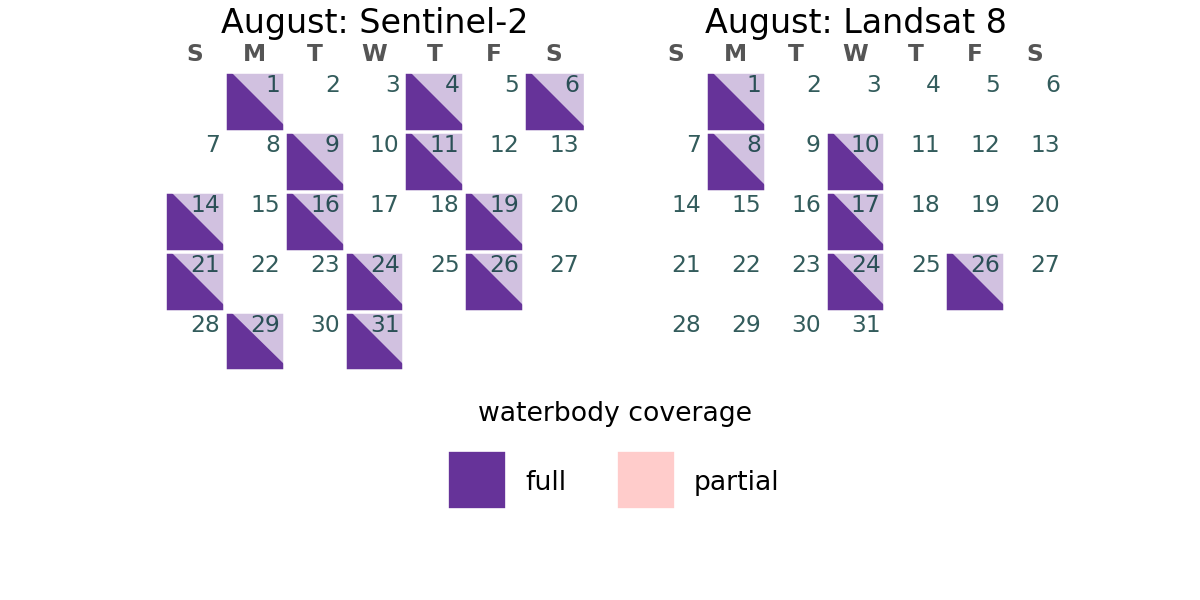 August: Sentinel-2
S M T W T F S
1 2 3 4 5 6
7 8 9 10 11 12 13
14 15 16 17 18 19 20
21 22 23 24 25 26 27
28 29 30 31
August: Landsat 8
S M T W T F S
1 2 3 4 5 6
7 8 9 10 11 12 13
14 15 16 17 18 19 20
21 22 23 24 25 26 27
28 29 30 31
waterbody coverage
full partial